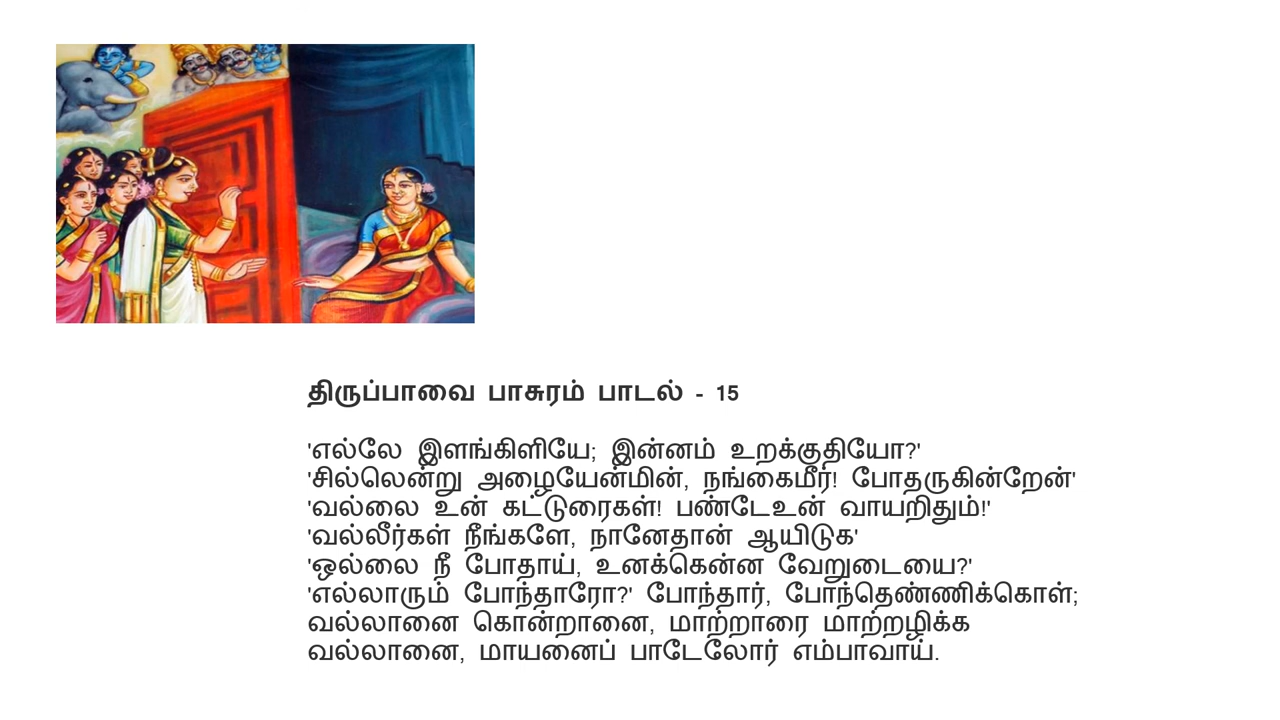 திருப்பாவை பாசுரம் பாடல் - 15
'எல்லே இளங்கிளியே; இன்னம் உறக்குதியோ?'
'சில்லென்று அழையேன்மின், நங்கைமீர்! போதருகின்றேன்'
'வல்லை உன் கட்டுரைகள்! பண்டேஉன் வாயறிதும்!'
'வல்லீர்கள் நீங்களே, நானேதான் ஆயிடுக'
'ஒல்லை நீ போதாய், உனக்கென்ன வேறுடையை?'
'எல்லாரும் போந்தாரோ?' போந்தார், போந்தெண்ணிக்கொள்;
வல்லானை கொன்றானை, மாற்றாரை மாற்றழிக்க
வல்லானை, மாயனைப் பாடேலோர் எம்பாவாய்.